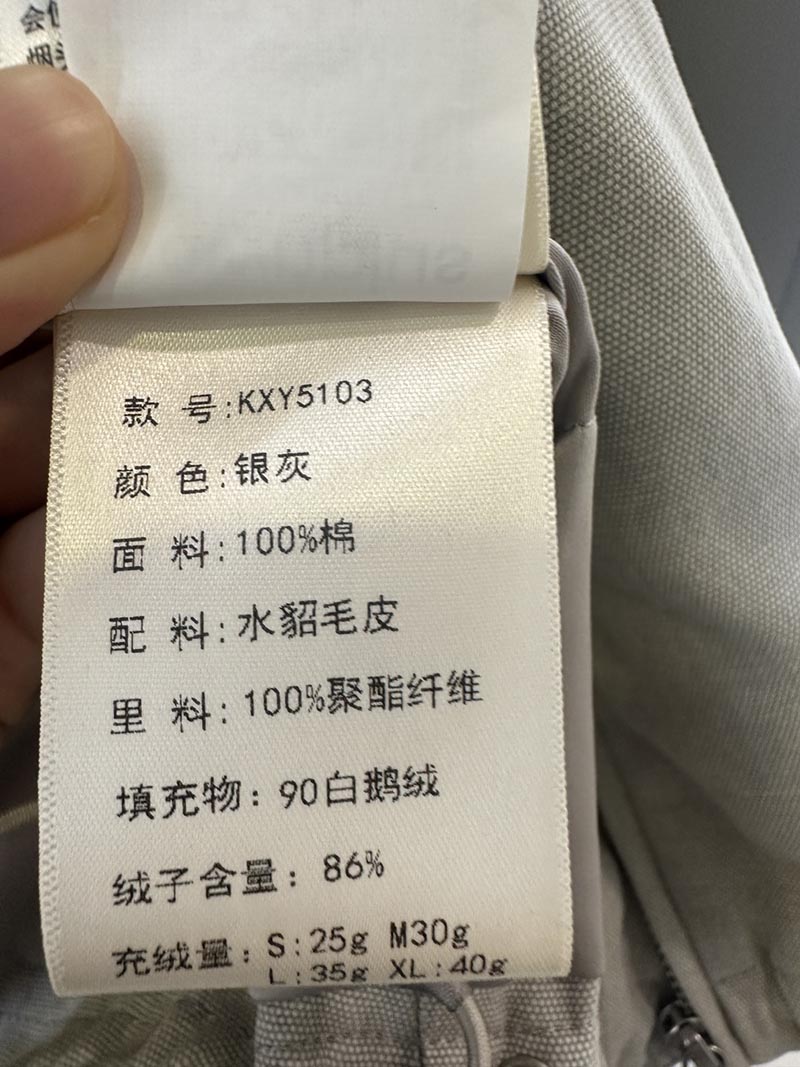 款 号:KXY5103
颜 色:银灰
面 料:100%棉
配 料:水貂毛皮
里 料:100%聚酯纤维
填充物:90白鹅绒
绒子含量:86%
充绒量:S:25g M30g
L:35g XL:40g